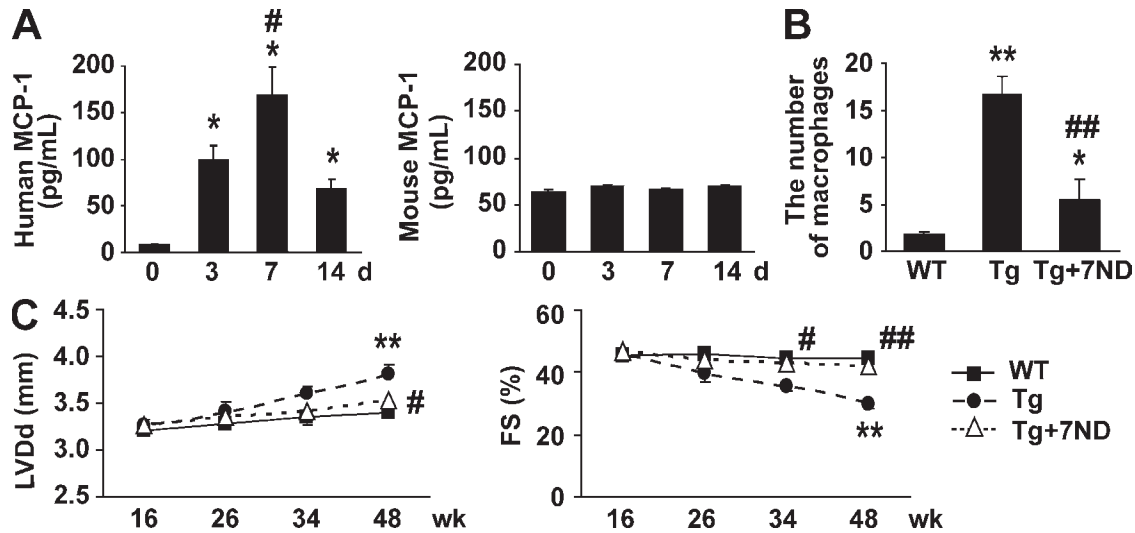 A
Human MCP-1
(pg/mL)
200
150
100
50
0
*
#
*
*
0 3 7 14 d
Mouse MCP-1
(pg/mL)
200
150
100
50
0
0 3 7 14 d
B
The number
of macrophages
20
15
10
5
0
**
##
*
WT Tg Tg+7ND
C
LVDd (mm)
4.5
4.0
3.5
3.0
2.5
**
#
16 26 34 48 wk
FS (%)
60
40
20
0
#
##
**
16 26 34 48 wk
WT
Tg
Tg+7ND